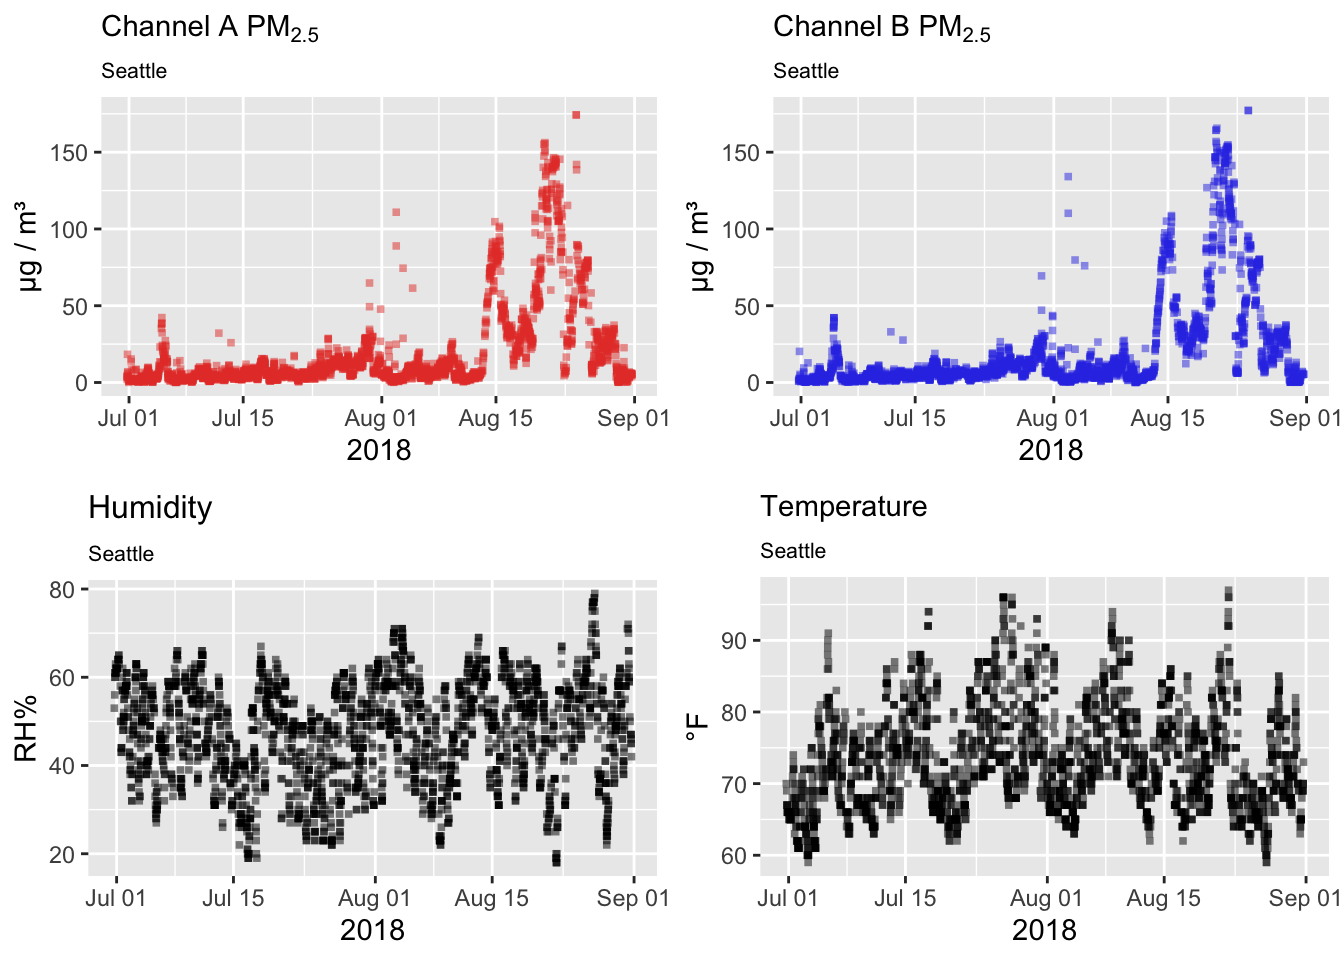 Channel A PM₂.₅
Seattle
µg / m³
150
100
50
0
Jul 01 Jul 15 Aug 01 Aug 15 Sep 01
2018
Channel B PM₂.₅
Seattle
µg / m³
150
100
50
0
Jul 01 Jul 15 Aug 01 Aug 15 Sep 01
2018
Humidity
Seattle
RH%
80
60
40
20
Jul 01 Jul 15 Aug 01 Aug 15 Sep 01
2018
Temperature
Seattle
°F
90
80
70
60
Jul 01 Jul 15 Aug 01 Aug 15 Sep 01
2018